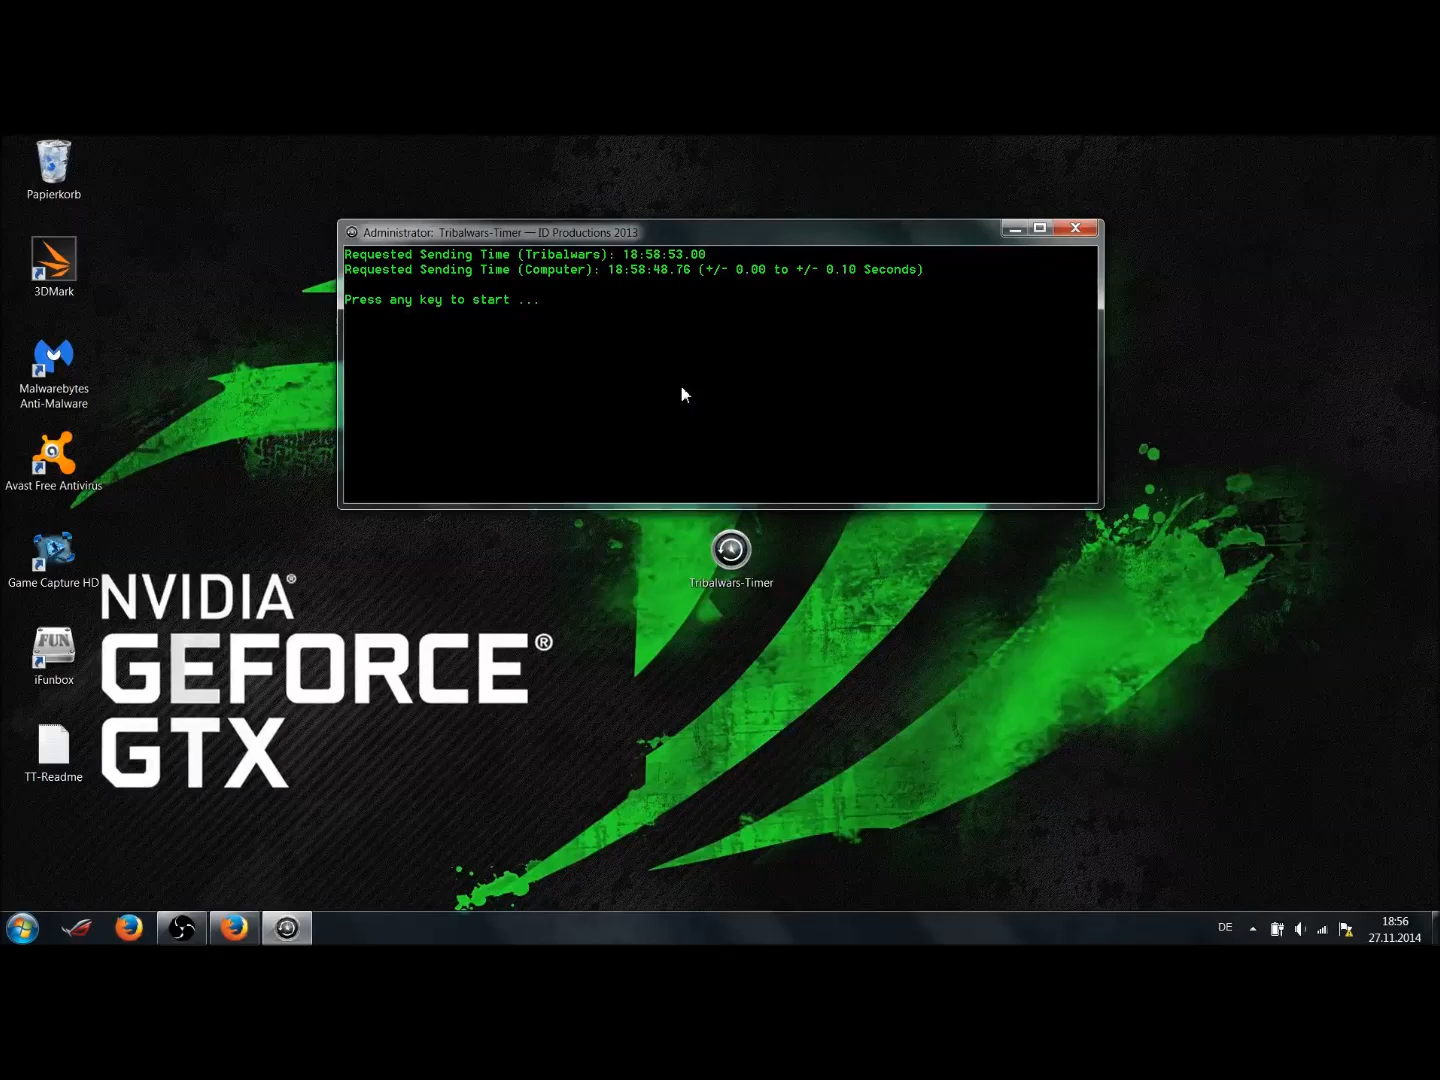 Papierkorb
3DMark
Malwarebytes
Anti-Malware
Avast Free Antivirus
Game Capture HD
FUN
iFunbox
TT-Readme
Administrator: Tribalwars-Timer — ID Productions 2013
Requested Sending Time (Tribalwars): 18:58:53.00
Requested Sending Time (Computer): 18:58:48.76 (+/- 0.00 to +/- 0.10 Seconds)
Press any key to start ...
Tribalwars-Timer
NVIDIA®
GEFORCE®
GTX
DE
18:56
27.11.2014